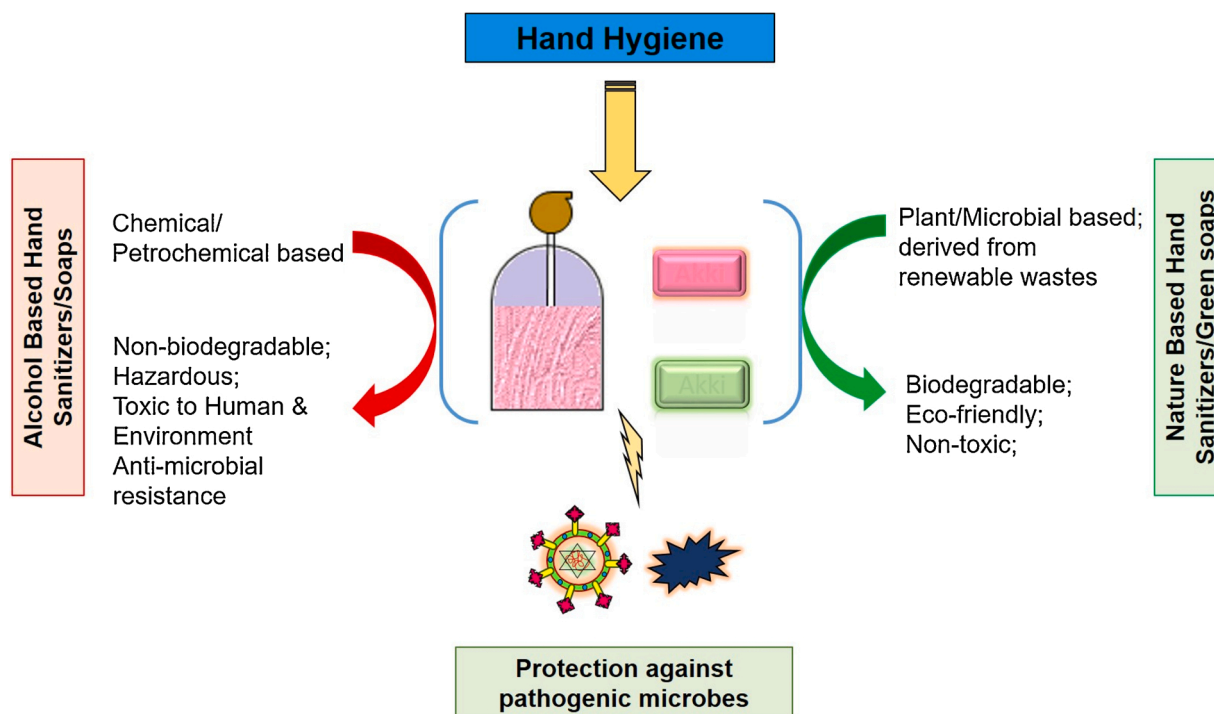 Hand Hygiene
Alcohol Based Hand
Sanitizers/Soaps
Chemical/
Petrochemical based
Non-biodegradable;
Hazardous;
Toxic to Human &
Environment
Anti-microbial
resistance
Akki
Plant/Microbial based;
derived from
renewable wastes
Biodegradable;
Eco-friendly;
Non-toxic;
Nature Based Hand
Sanitizers/Green soaps
Protection against
pathogenic microbes